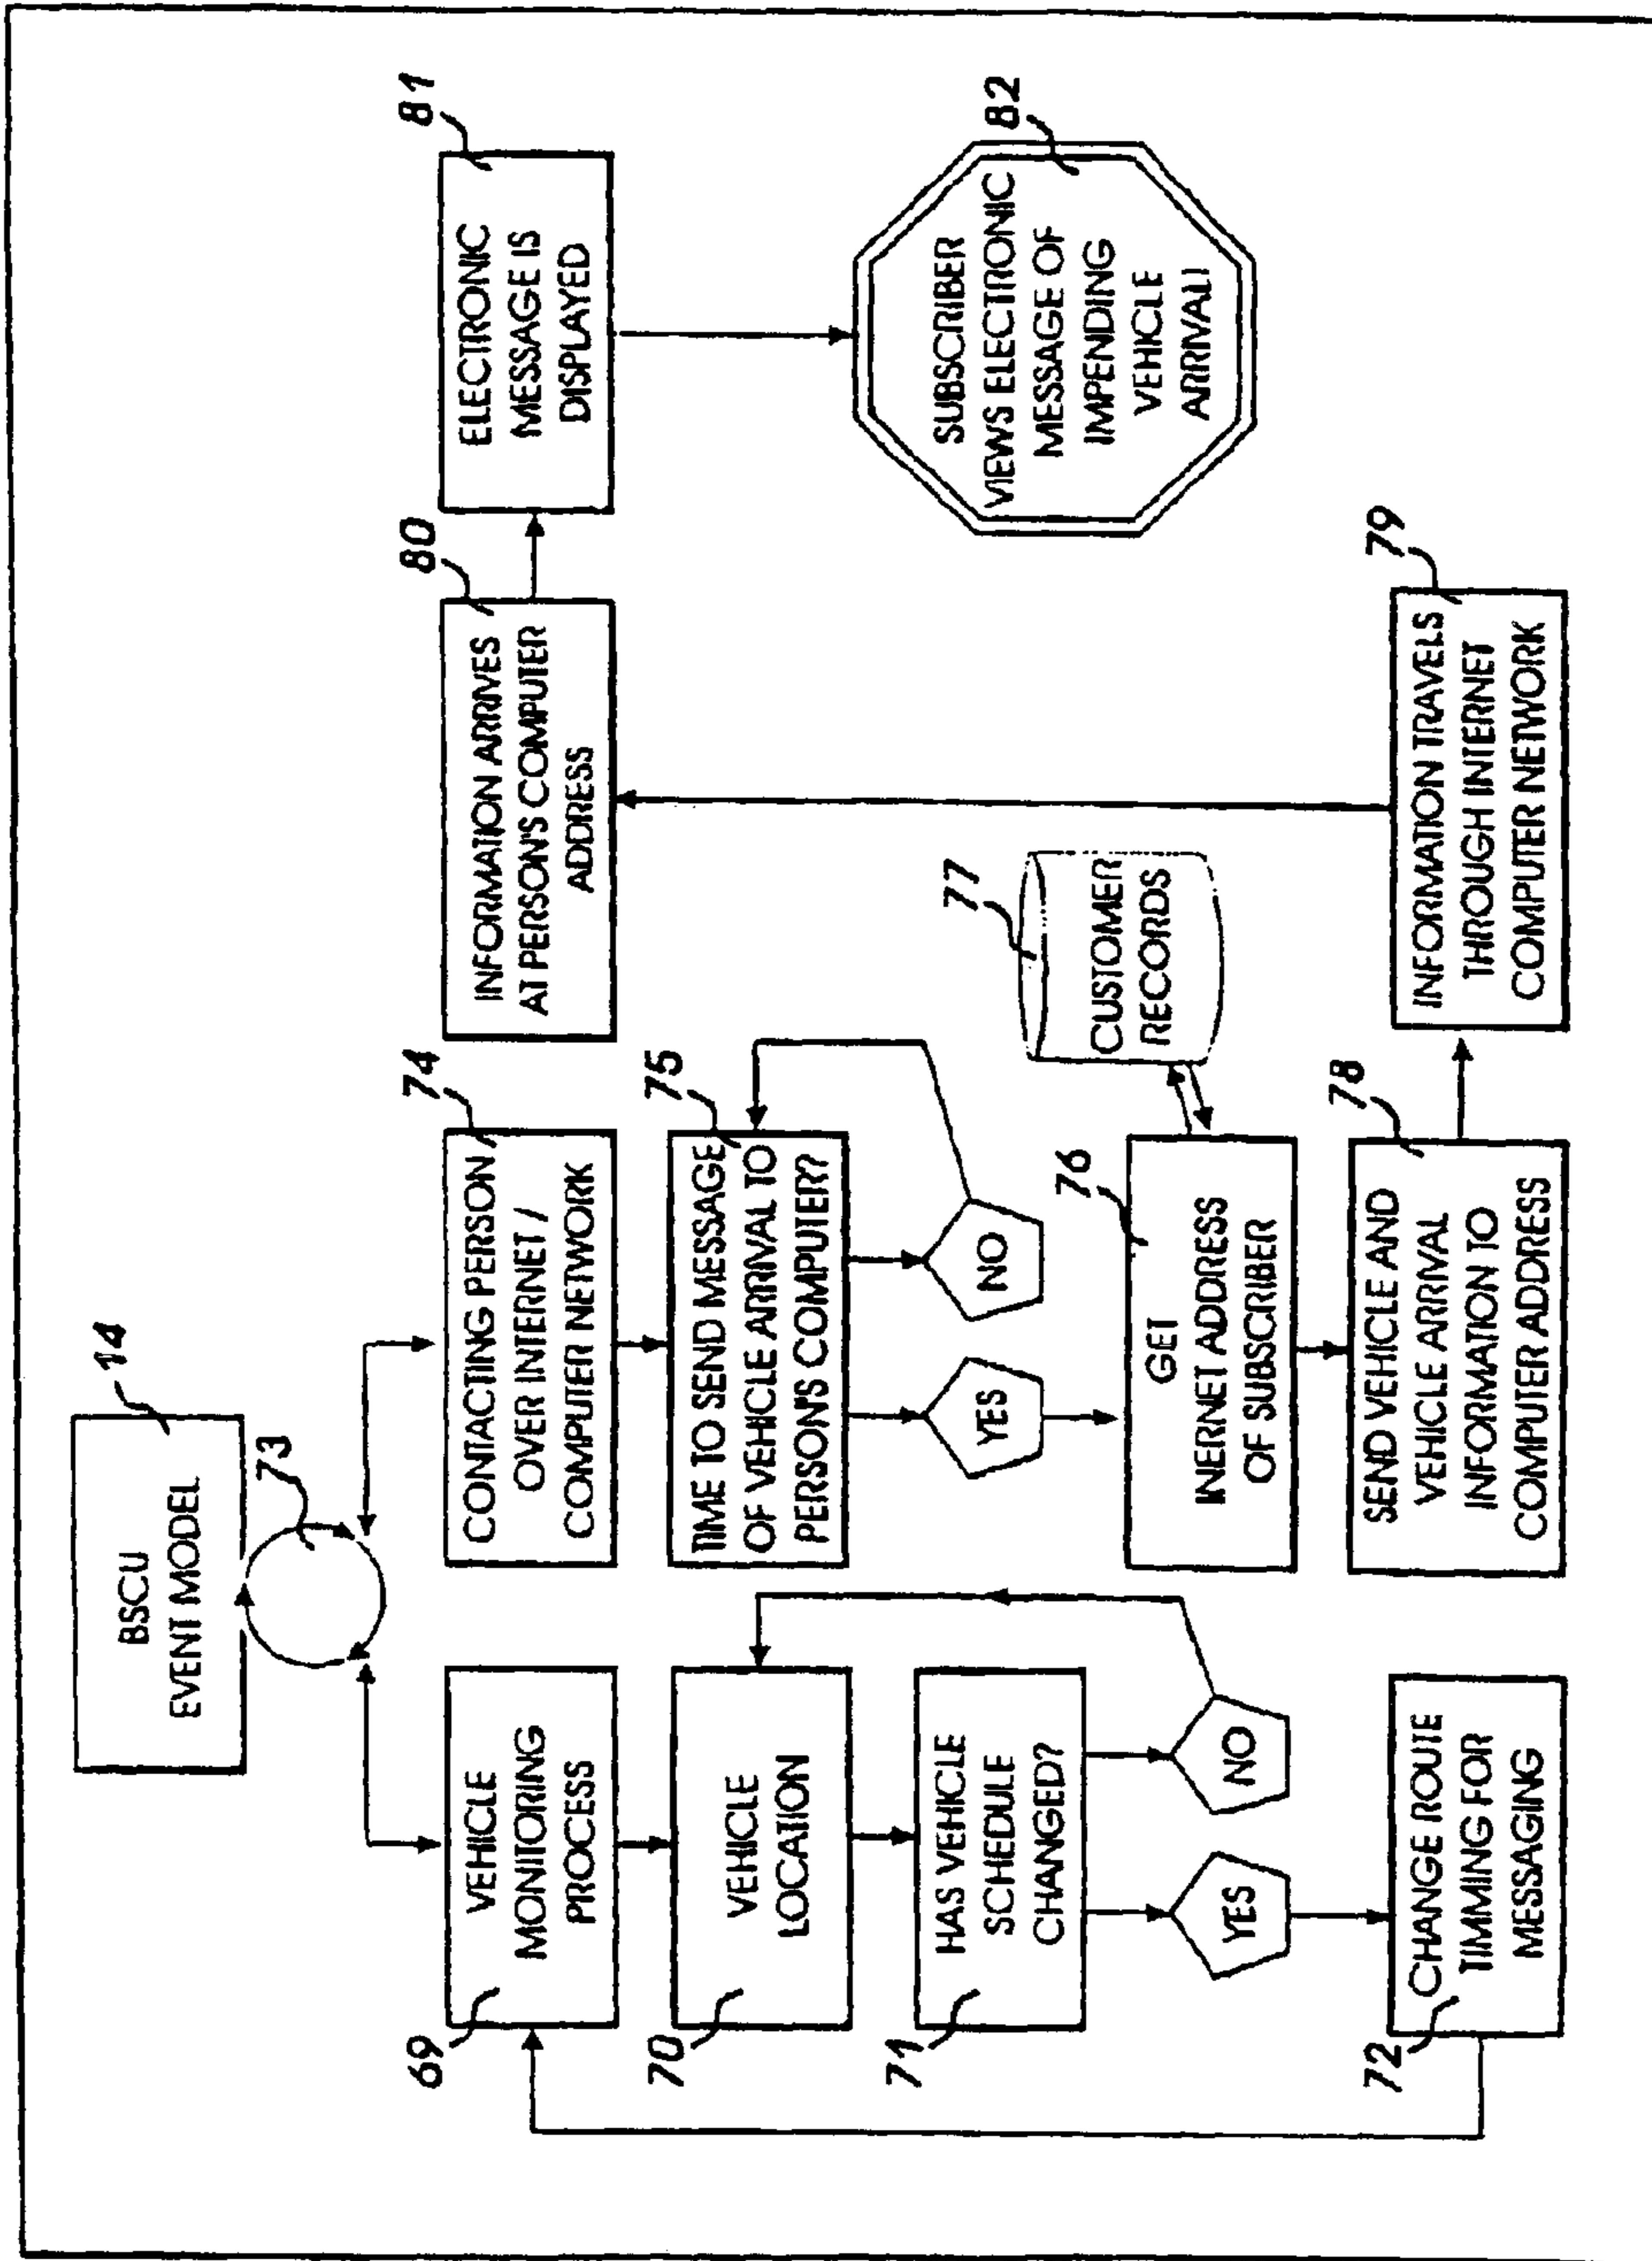 14
BSCU
EVENT MODEL
73
69
VEHICLE
MONITORING
PROCESS
70
VEHICLE
LOCATION
71
HAS VEHICLE
SCHEDULE
CHANGED?
YES
NO
72
CHANGE ROUTE
TIMMING FOR
MESSAGING
74
CONTACTING PERSON
OVER INTERNET /
COMPUTER NETWORK
75
TIME TO SEND MESSAGE
OF VEHICLE ARRIVAL TO
PERSON'S COMPUTER?
YES
NO
76
GET
INERNET ADDRESS
OF SUBSCRIBER
77
CUSTOMER
RECORDS
78
SEND VEHICLE AND
VEHICLE ARRIVAL
INFORMATION TO
COMPUTER ADDRESS
79
INFORMATION TRAVELS
THROUGH INTERNET
COMPUTER NETWORK
80
INFORMATION ARRIVES
AT PERSON'S COMPUTER
ADDRESS
81
ELECTRONIC
MESSAGE IS
DISPLAYED
82
SUBSCRIBER
VIEWS ELECTRONIC
MESSAGE OF
IMPENDING
VEHICLE
ARRIVAL!